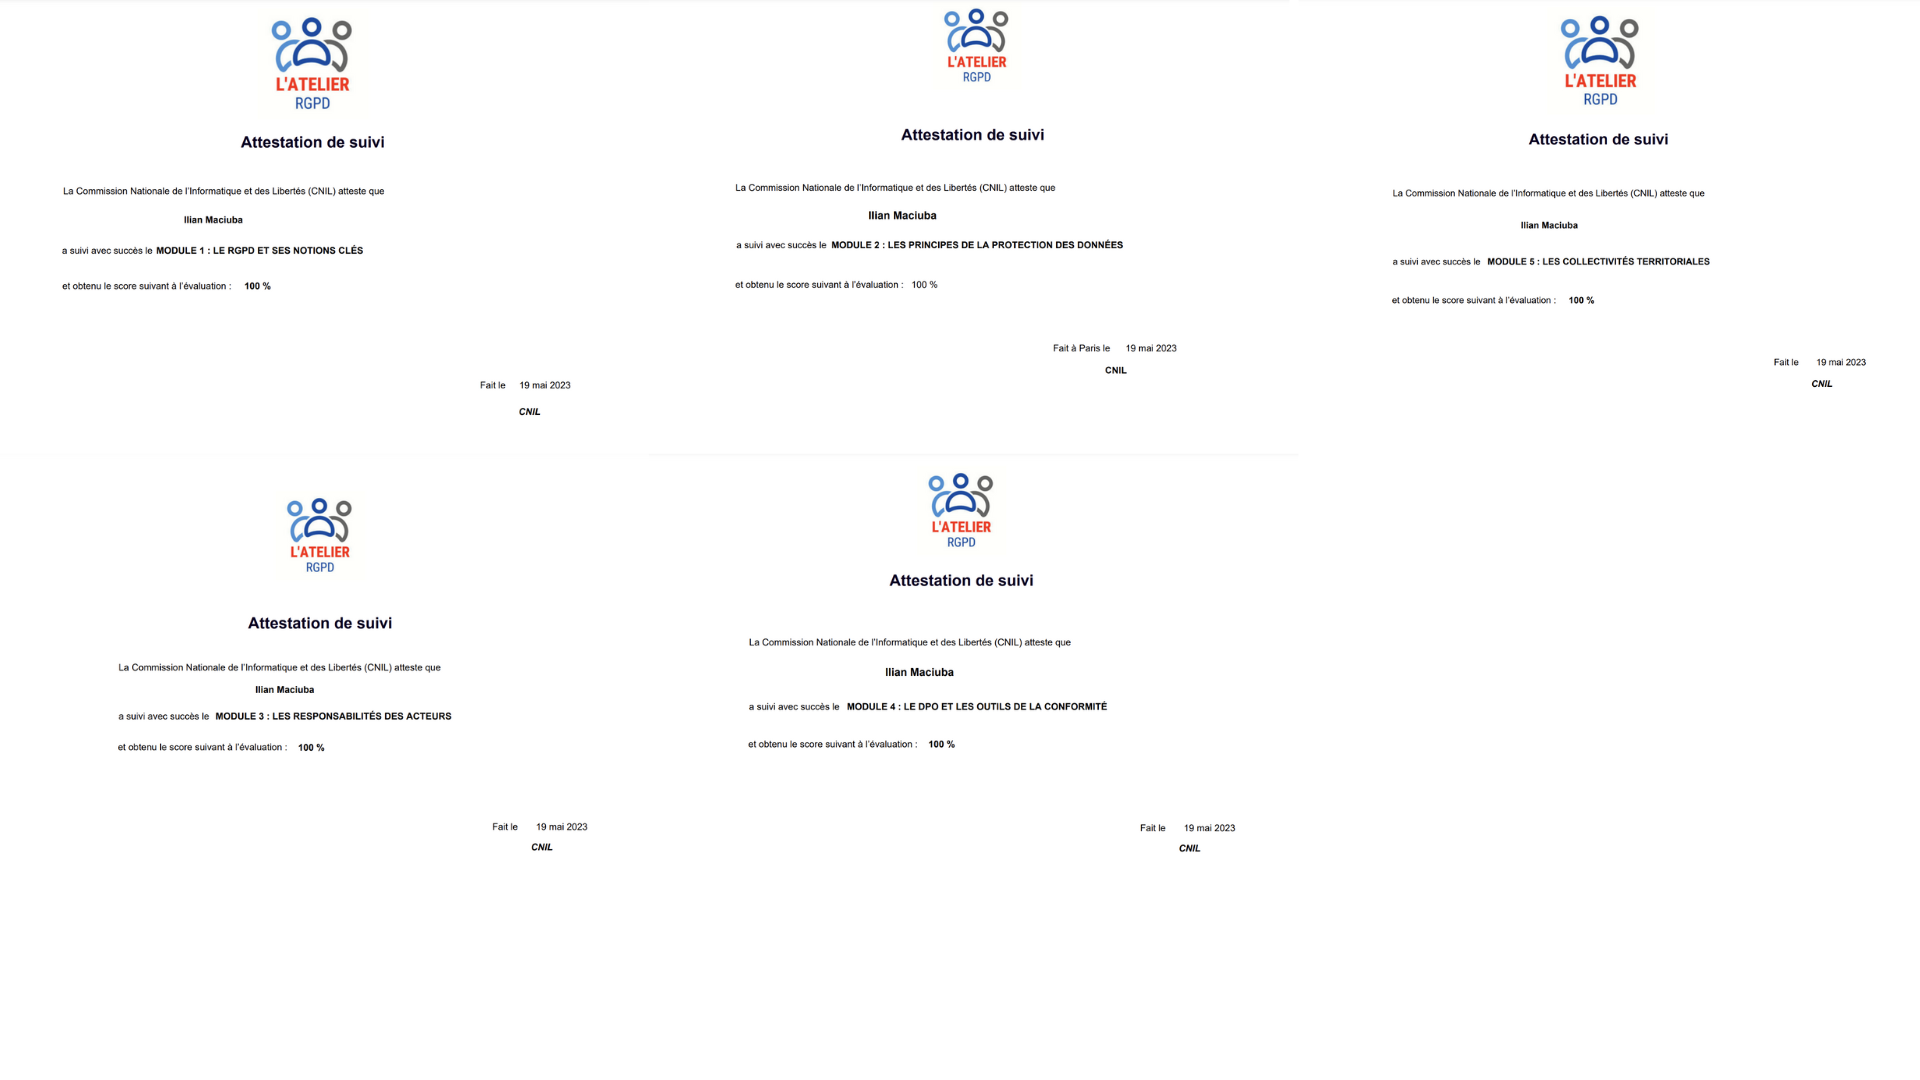 L'ATELIER
RGPD
Attestation de suivi
La Commission Nationale de l'Informatique et des Libertés (CNIL) atteste que
Ilian Maciuba
a suivi avec succès le MODULE 1 : LE RGPD ET SES NOTIONS CLÉS
et obtenu le score suivant à l'évaluation : 100 %
Fait le 19 mai 2023
CNIL
L'ATELIER
RGPD
Attestation de suivi
La Commission Nationale de l'Informatique et des Libertés (CNIL) atteste que
Ilian Maciuba
a suivi avec succès le MODULE 2 : LES PRINCIPES DE LA PROTECTION DES DONNÉES
et obtenu le score suivant à l'évaluation : 100 %
Fait à Paris le 19 mai 2023
CNIL
L'ATELIER
RGPD
Attestation de suivi
La Commission Nationale de l'Informatique et des Libertés (CNIL) atteste que
Ilian Maciuba
a suivi avec succès le MODULE 5 : LES COLLECTIVITÉS TERRITORIALES
et obtenu le score suivant à l'évaluation : 100 %
Fait le 19 mai 2023
CNIL
L'ATELIER
RGPD
Attestation de suivi
La Commission Nationale de l'Informatique et des Libertés (CNIL) atteste que
Ilian Maciuba
a suivi avec succès le MODULE 3 : LES RESPONSABILITÉS DES ACTEURS
et obtenu le score suivant à l'évaluation : 100 %
Fait le 19 mai 2023
CNIL
L'ATELIER
RGPD
Attestation de suivi
La Commission Nationale de l'Informatique et des Libertés (CNIL) atteste que
Ilian Maciuba
a suivi avec succès le MODULE 4 : LE DPO ET LES OUTILS DE LA CONFORMITÉ
et obtenu le score suivant à l'évaluation : 100 %
Fait le 19 mai 2023
CNIL